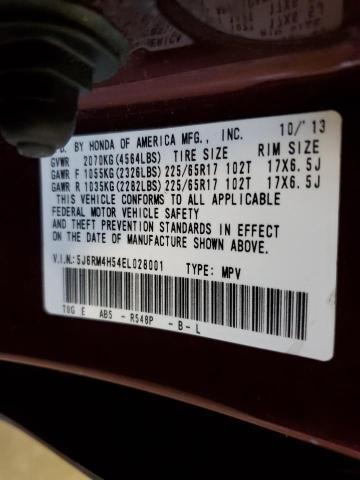 MFD. BY HONDA OF AMERICA MFG., INC. 10/'13
GVWR 2070KG(4564LBS) TIRE SIZE RIM SIZE
GAWR F 1055KG(2326LBS) 225/65R17 102T 17X6.5J
GAWR R 1035KG(2282LBS) 225/65R17 102T 17X6.5J
THIS VEHICLE CONFORMS TO ALL APPLICABLE
FEDERAL MOTOR VEHICLE SAFETY
AND THEFT PREVENTION STANDARDS IN EFFECT
ON THE DATE OF MANUFACTURE SHOWN ABOVE.
V.I.N.:5J6RM4H54EL028001 TYPE: MPV
T0G E AB5 - R548P -B-L